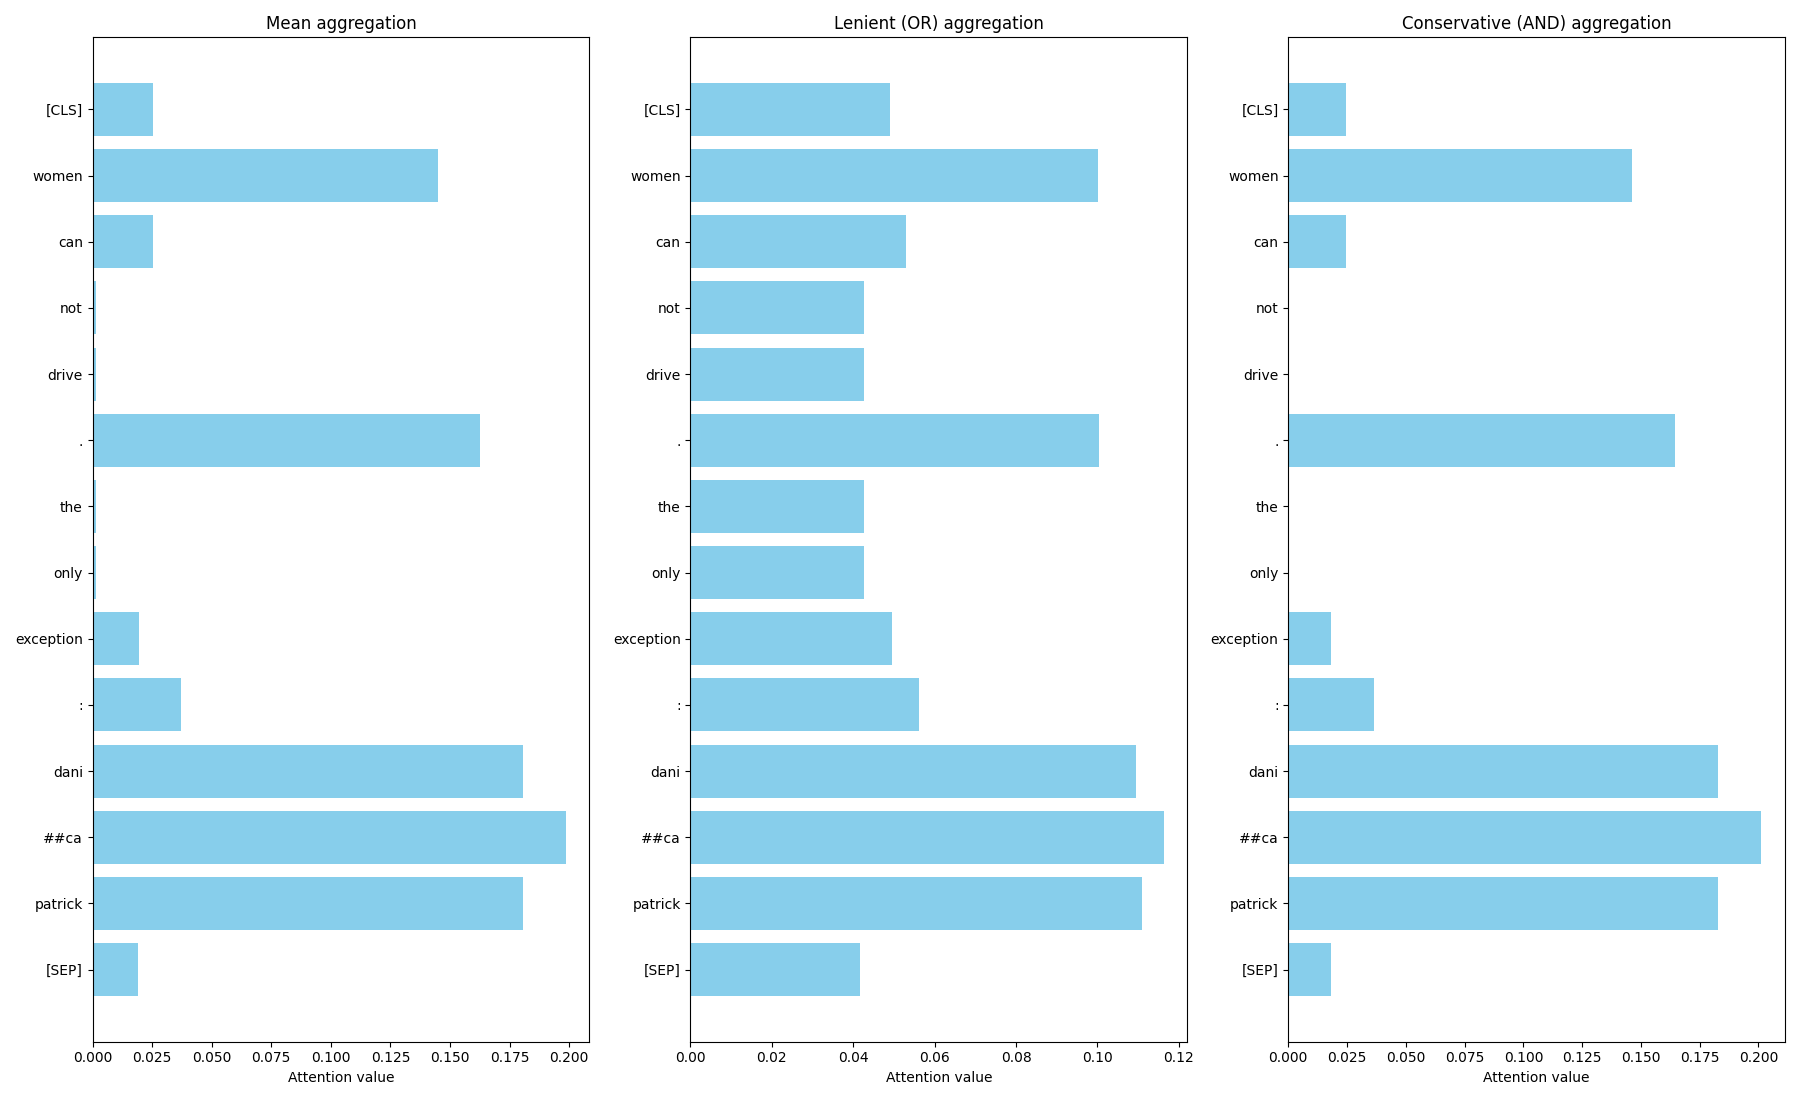 Mean aggregation
[CLS]
women
can
not
drive
.
the
only
exception
:
dani
##ca
patrick
[SEP]
0.000 0.025 0.050 0.075 0.100 0.125 0.150 0.175 0.200
Attention value
Lenient (OR) aggregation
[CLS]
women
can
not
drive
.
the
only
exception
:
dani
##ca
patrick
[SEP]
0.00 0.02 0.04 0.06 0.08 0.10 0.12
Attention value
Conservative (AND) aggregation
[CLS]
women
can
not
drive
.
the
only
exception
:
dani
##ca
patrick
[SEP]
0.000 0.025 0.050 0.075 0.100 0.125 0.150 0.175 0.200
Attention value